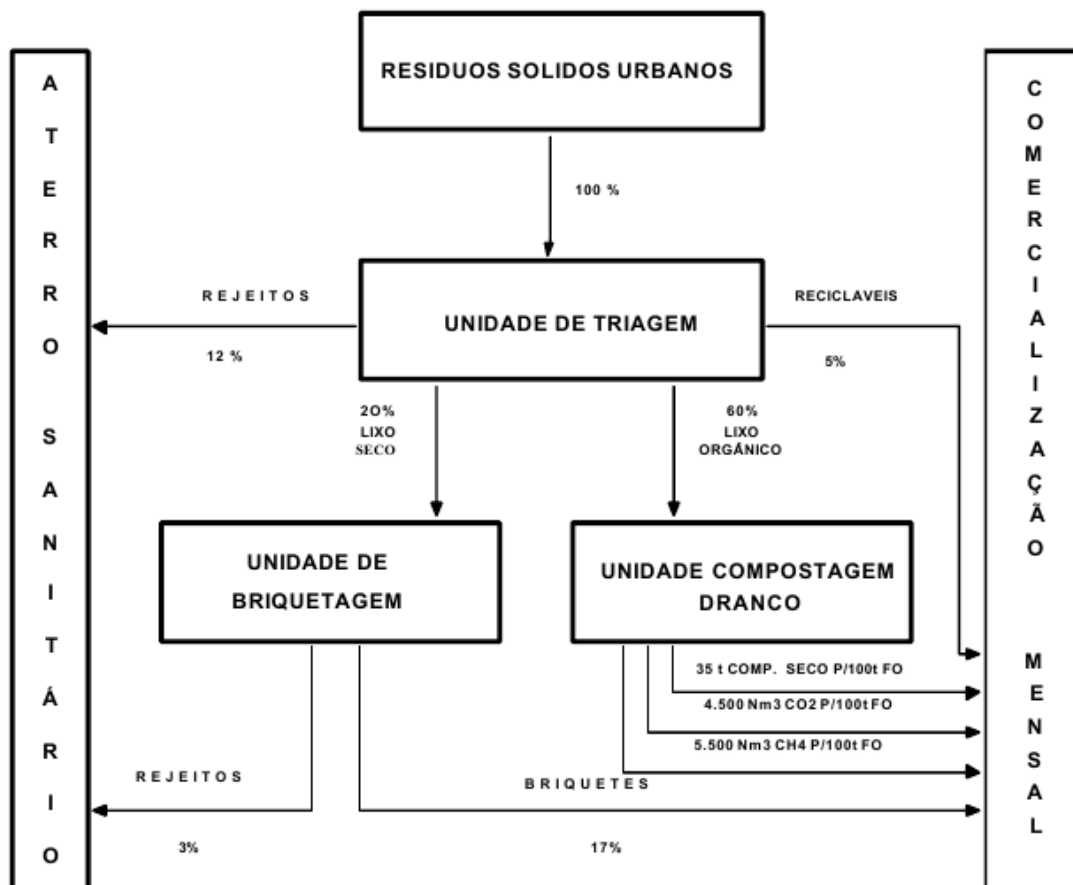 RESIDUOS SOLIDOS URBANOS
100 %
ATERRO SANITÁRIO
COMERCIALIZAÇÃO MENSAL
REJEITOS
12 %
UNIDADE DE TRIAGEM
RECICLAVEIS
5%
2O%
LIXO
SECO
60%
LIXO
ORGÂNICO
UNIDADE DE
BRIQUETAGEM
UNIDADE COMPOSTAGEM
DRANCO
35 t COMP. SECO P/100t FO
4.500 Nm3 CO2 P/100t FO
5.500 Nm3 CH4 P/100t FO
REJEITOS
3%
BRIQUETES
17%